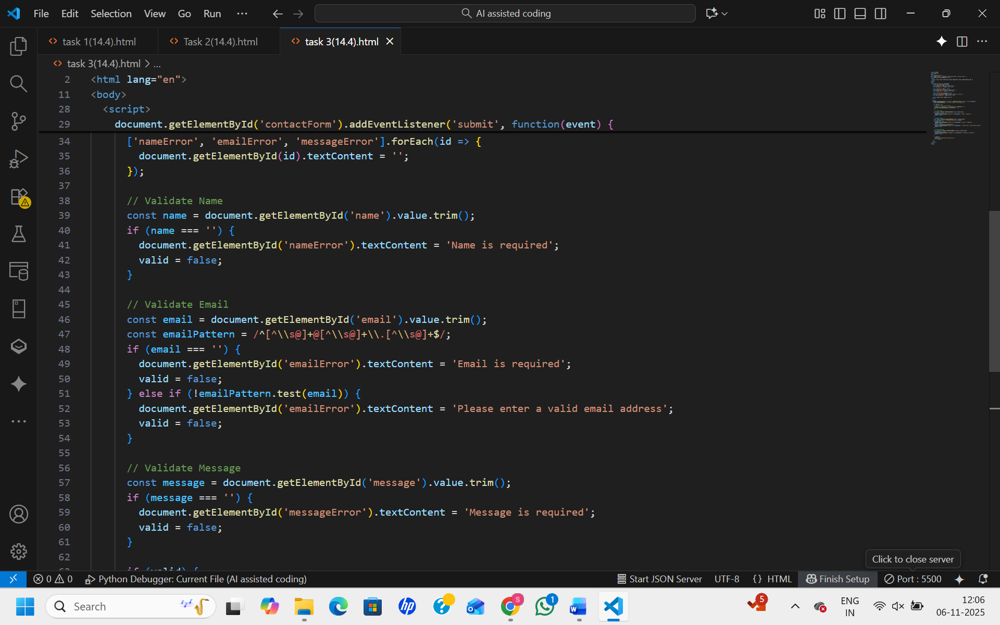 File Edit Selection View Go Run ··· AI assisted coding
task 1(14.4).html Task 2(14.4).html task 3(14.4).html
task 3(14.4).html > ...
2 <html lang="en">
11 <body>
28 <script>
29 document.getElementById('contactForm').addEventListener('submit', function(event) {
34 ['nameError', 'emailError', 'messageError'].forEach(id => {
35 document.getElementById(id).textContent = '';
36 });
37
38 // Validate Name
39 const name = document.getElementById('name').value.trim();
40 if (name === '') {
41 document.getElementById('nameError').textContent = 'Name is required';
42 valid = false;
43 }
44
45 // Validate Email
46 const email = document.getElementById('email').value.trim();
47 const emailPattern = /^[^\\s@]+@[^\\s@]+\\.[^\\s@]+$/;
48 if (email === '') {
49 document.getElementById('emailError').textContent = 'Email is required';
50 valid = false;
51 } else if (!emailPattern.test(email)) {
52 document.getElementById('emailError').textContent = 'Please enter a valid email address';
53 valid = false;
54 }
55
56 // Validate Message
57 const message = document.getElementById('message').value.trim();
58 if (message === '') {
59 document.getElementById('messageError').textContent = 'Message is required';
60 valid = false;
61 }
62
63 if (valid) {
Click to close server
0 0 Python Debugger: Current File (AI assisted coding) Start JSON Server UTF-8 {} HTML Finish Setup Port : 5500
Search hp S 1 5 ENG IN 12:06 06-11-2025